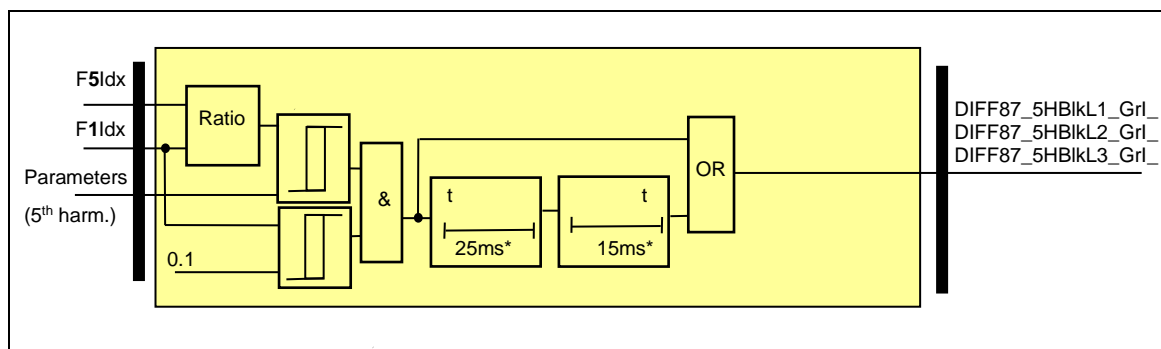 F5Idx
F1Idx
Parameters
(5th harm.)
0.1
Ratio
&
t
25ms*
t
15ms*
OR
DIFF87_5HBlkL1_GrI_
DIFF87_5HBlkL2_GrI_
DIFF87_5HBlkL3_GrI_